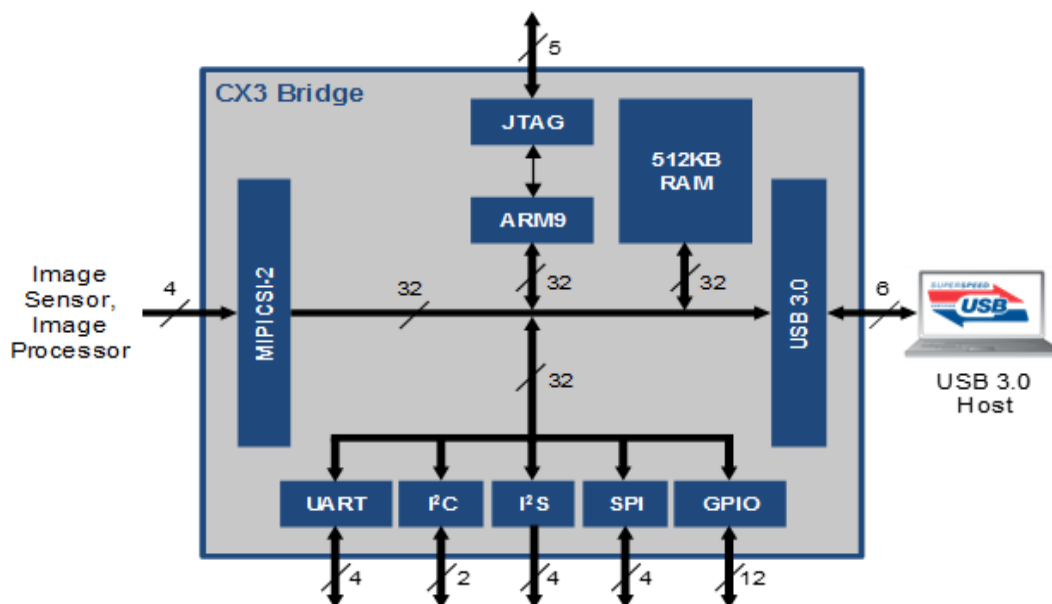 5
CX3 Bridge
JTAG
512KB
RAM
ARM9
Image
Sensor,
Image
Processor
4
MIPI CSI-2
32
32
32
USB 3.0
6
SUPERSPEED
USB
USB 3.0
Host
32
UART
I²C
I²S
SPI
GPIO
4
2
4
4
12